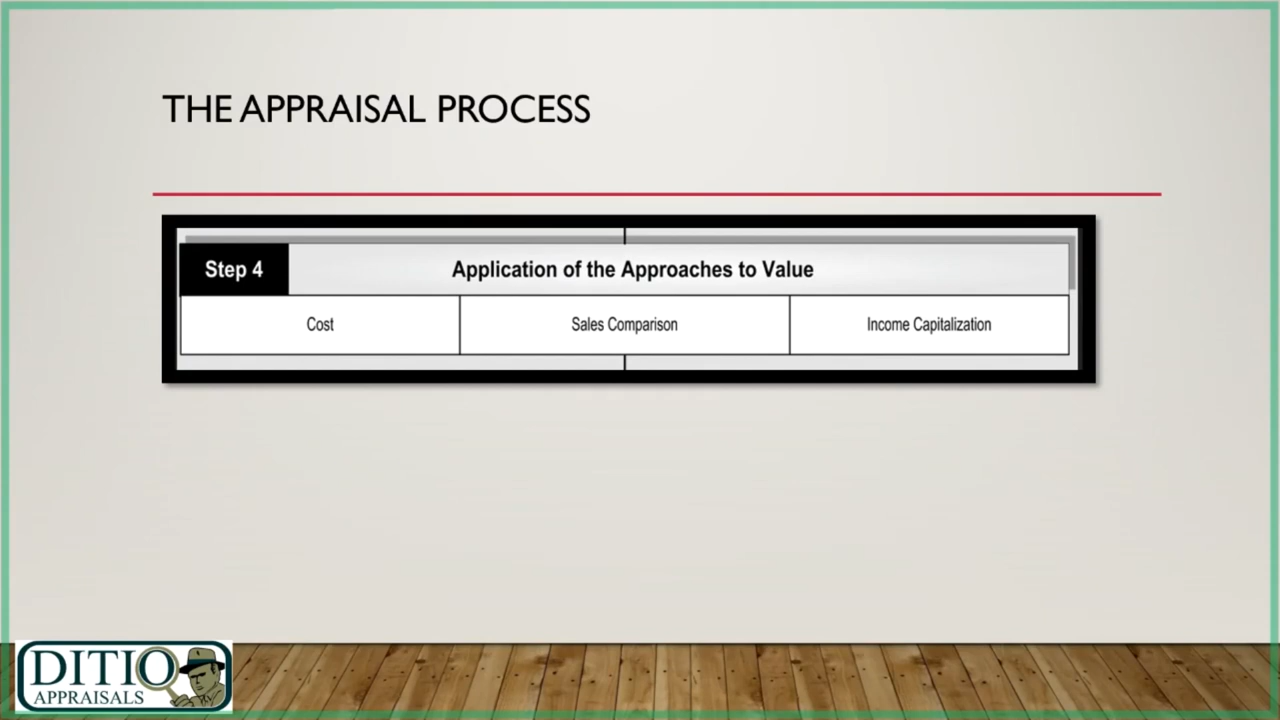 THE APPRAISAL PROCESS
Step 4
Application of the Approaches to Value
Cost
Sales Comparison
Income Capitalization
DITIO
APPRAISALS